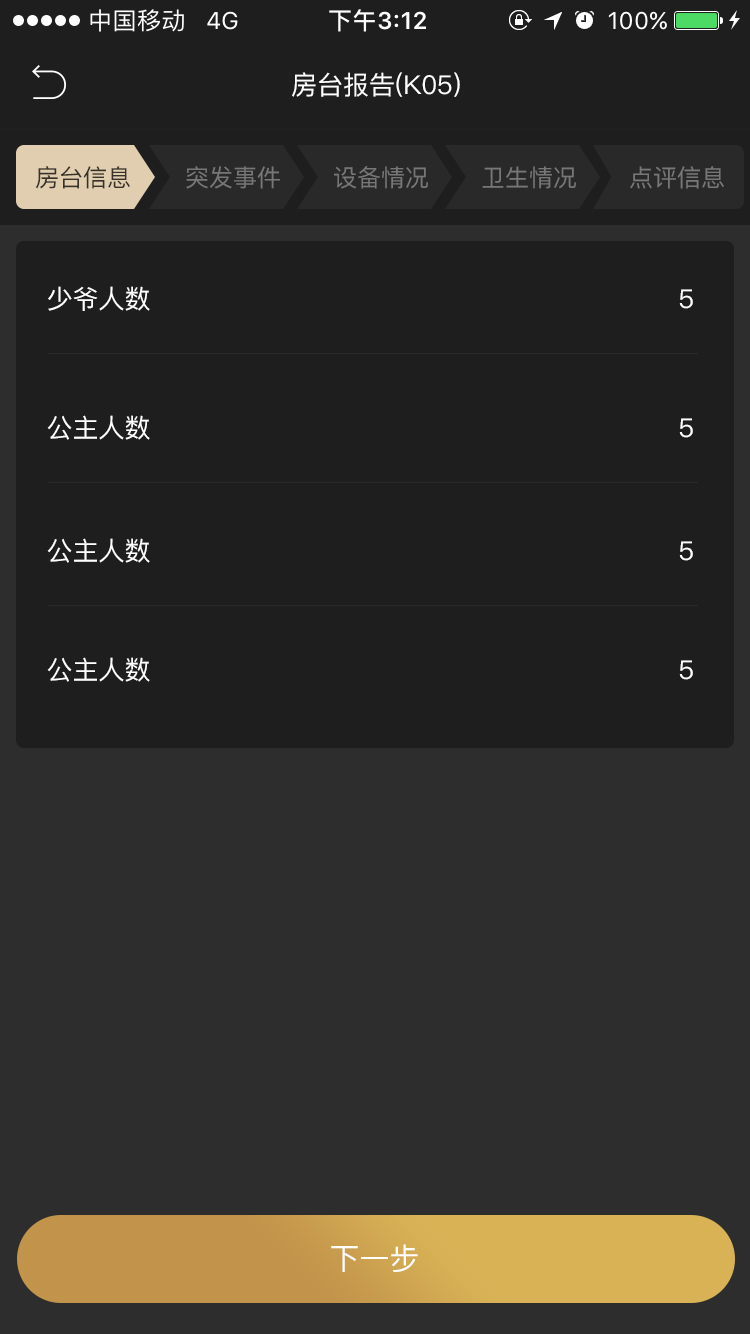 中国移动 4G 下午3:12 100%
房台报告(K05)
房台信息 突发事件 设备情况 卫生情况 点评信息
少爷人数 5
公主人数 5
公主人数 5
公主人数 5
下一步